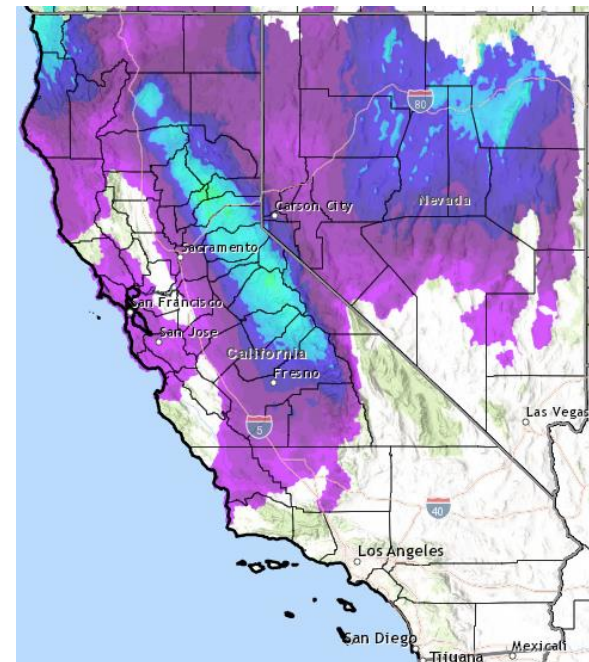 80
Nevada
Carson City
Sacramento
San Francisco
San Jose
California
Fresno
5
Las Vegas
40
Los Angeles
San Diego
Mexicali
Tijuana